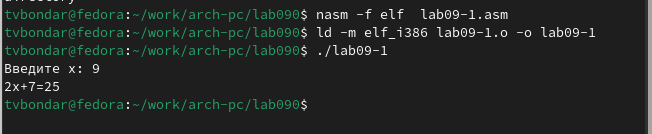 tvbondar@fedora:~/work/arch-pc/lab090$ nasm -f elf  lab09-1.asm
tvbondar@fedora:~/work/arch-pc/lab090$ ld -m elf_i386 lab09-1.o -o lab09-1
tvbondar@fedora:~/work/arch-pc/lab090$ ./lab09-1
Введите x: 9
2x+7=25
tvbondar@fedora:~/work/arch-pc/lab090$